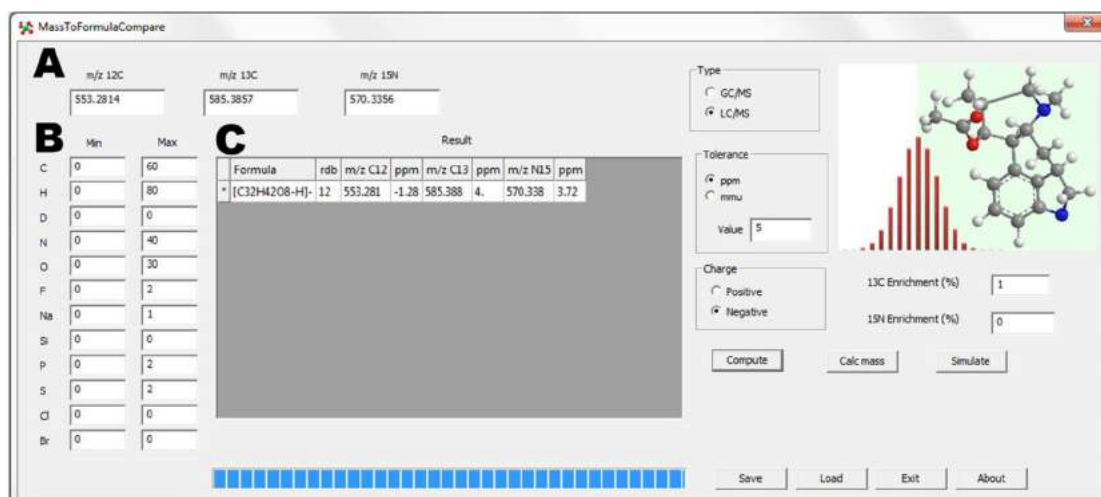 MassToFormulaCompare
A
m/z 12C m/z 13C m/z 15N
553.2814 585.3857 570.3356
B
Min Max
C 0 60
H 0 80
D 0 0
N 0 40
O 0 30
F 0 2
Na 0 1
Si 0 0
P 0 2
S 0 2
Cl 0 0
Br 0 0
C
Result
Formula rdb m/z C12 ppm m/z C13 ppm m/z N15 ppm
* [C32H42O8-H]- 12 553.281 -1.28 585.388 4. 570.338 3.72
Type
GC/MS
LC/MS
Tolerance
ppm
mmu
Value 5
Charge
Positive
Negative
13C Enrichment (%) 1
15N Enrichment (%) 0
Compute Calc mass Simulate
Save Load Exit About